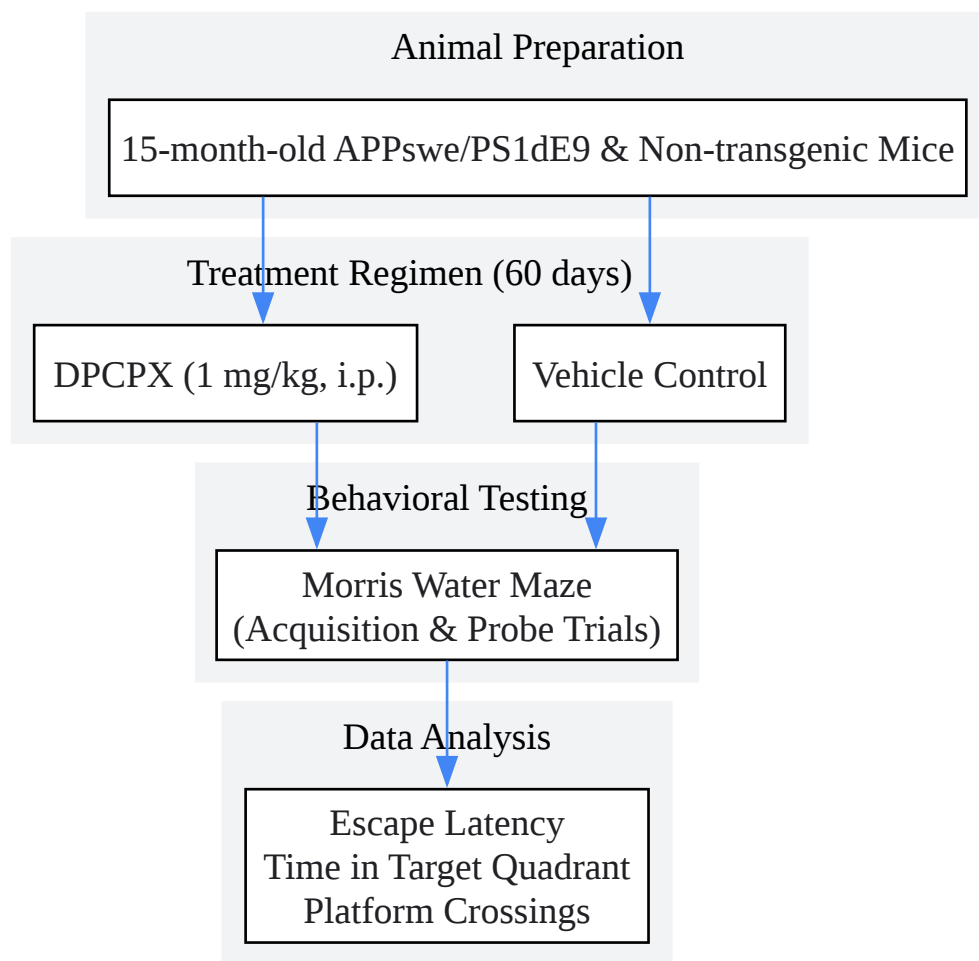 Animal Preparation
15-month-old APPswe/PS1dE9 & Non-transgenic Mice
Treatment Regimen (60 days)
DPCPX (1 mg/kg, i.p.)
Vehicle Control
Behavioral Testing
Morris Water Maze
(Acquisition & Probe Trials)
Data Analysis
Escape Latency
Time in Target Quadrant
Platform Crossings